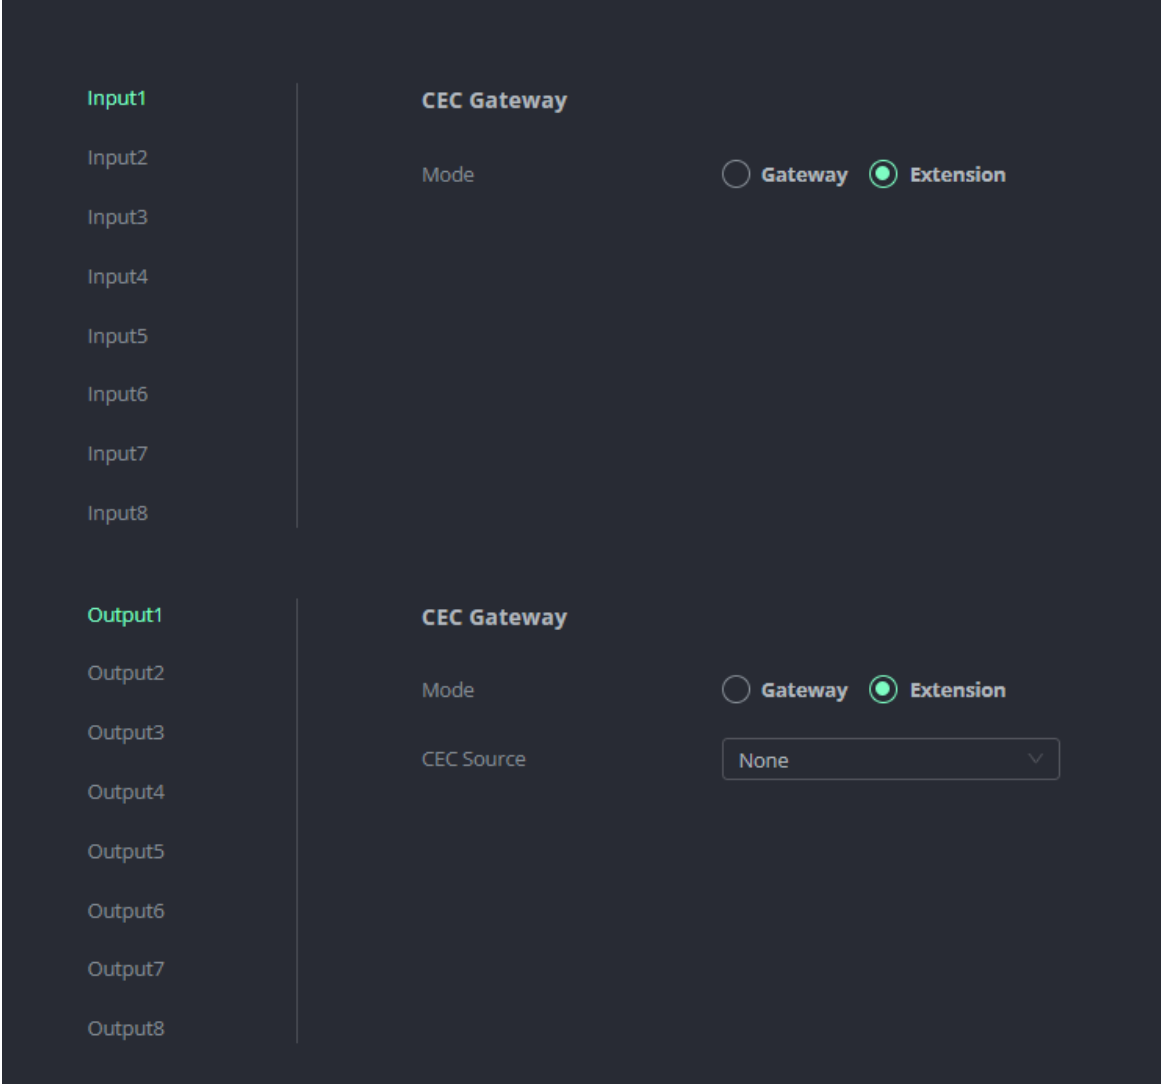 Input1
Input2
Input3
Input4
Input5
Input6
Input7
Input8
CEC Gateway
Mode
Gateway Extension
Output1
Output2
Output3
Output4
Output5
Output6
Output7
Output8
CEC Gateway
Mode
Gateway Extension
CEC Source
None